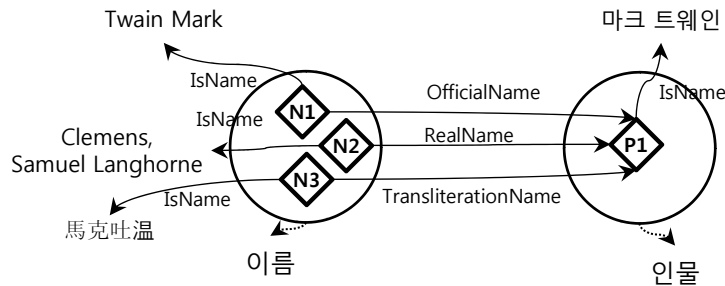 Twain Mark
마크 트웨인
IsName
OfficialName
IsName
IsName
N1
Clemens,
Samuel Langhorne
N2
RealName
P1
N3
IsName
TransliterationName
馬克吐温
이름
인물